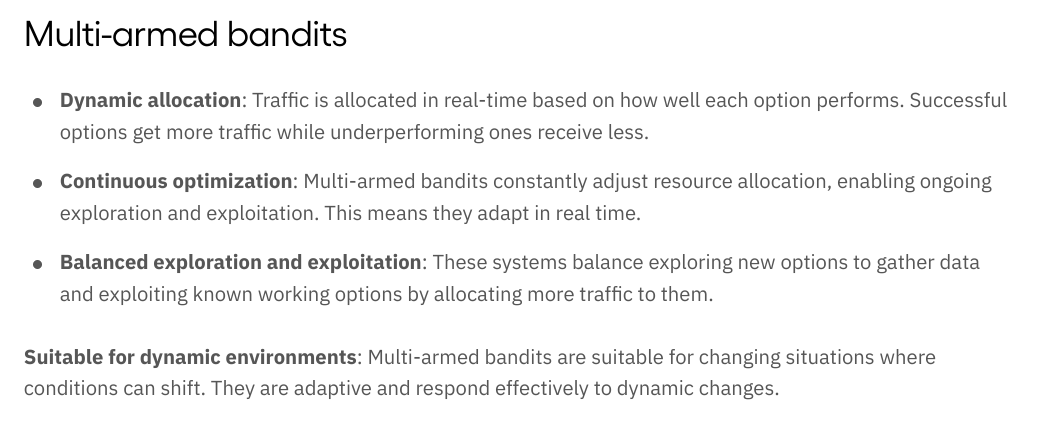 Multi-armed bandits
Dynamic allocation: Traffic is allocated in real-time based on how well each option performs. Successful
options get more traffic while underperforming ones receive less.
Continuous optimization: Multi-armed bandits constantly adjust resource allocation, enabling ongoing
exploration and exploitation. This means they adapt in real time.
Balanced exploration and exploitation: These systems balance exploring new options to gather data
and exploiting known working options by allocating more traffic to them.
Suitable for dynamic environments: Multi-armed bandits are suitable for changing situations where
conditions can shift. They are adaptive and respond effectively to dynamic changes.